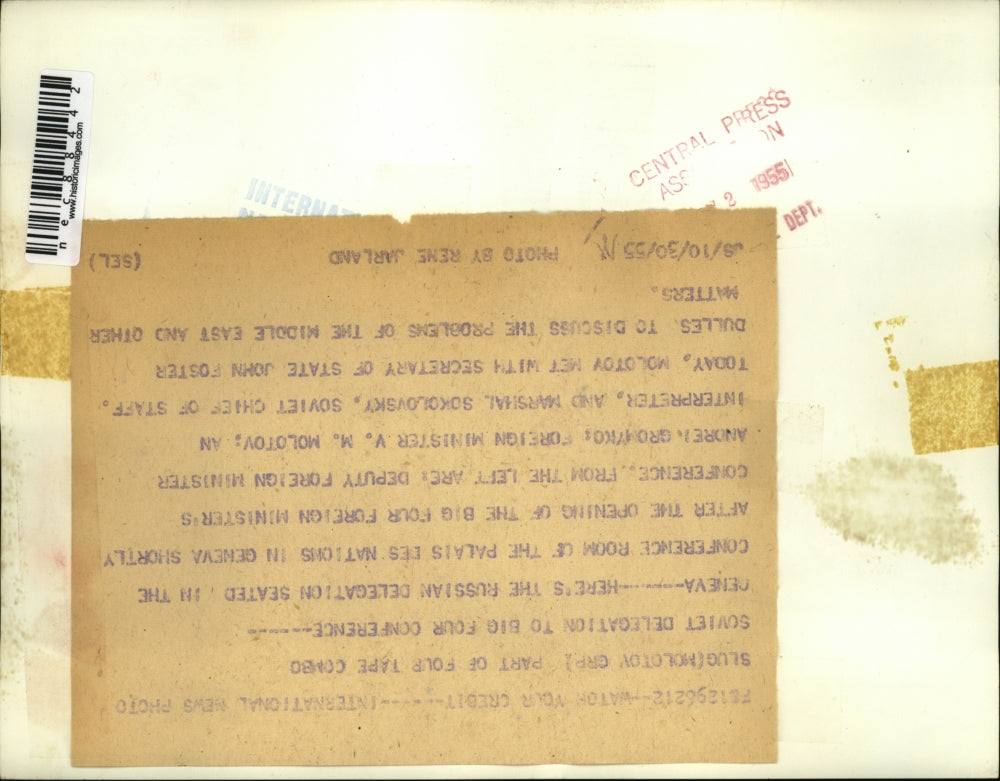 FB1296212--WATCH YOUR CREDIT------INTERNATIONAL NEWS PHOTO
SLUG(MOLOTOV GRP) PART OF FOUR TAPE COMBO
SOVIET DELEGATION TO BIG FOUR CONFERENCE------
GENEVA-------HERE'S THE RUSSIAN DELEGATION SEATED IN THE
CONFERENCE ROOM OF THE PALAIS DES NATIONS IN GENEVA SHORTLY
AFTER THE OPENING OF THE BIG FOUR FOREIGN MINISTER'S
CONFERENCE. FROM THE LEFT ARE: DEPUTY FOREIGN MINISTER
ANDREI GROMYKO; FOREIGN MINISTER V. M. MOLOTOV; AN
INTERPRETER, AND MARSHAL SOKOLOVSKY, SOVIET CHIEF OF STAFF.
TODAY, MOLOTOV MET WITH SECRETARY OF STATE JOHN FOSTER
DULLES TO DISCUSS THE PROBLEMS OF THE MIDDLE EAST AND OTHER
MATTERS.
JS/10/30/55 PHOTO BY RENE JARLAND (SEL)
CENTRAL PRESS
ASS N
2 1955
DEPT.
INTERNAT
nec88442
www.historicimages.com